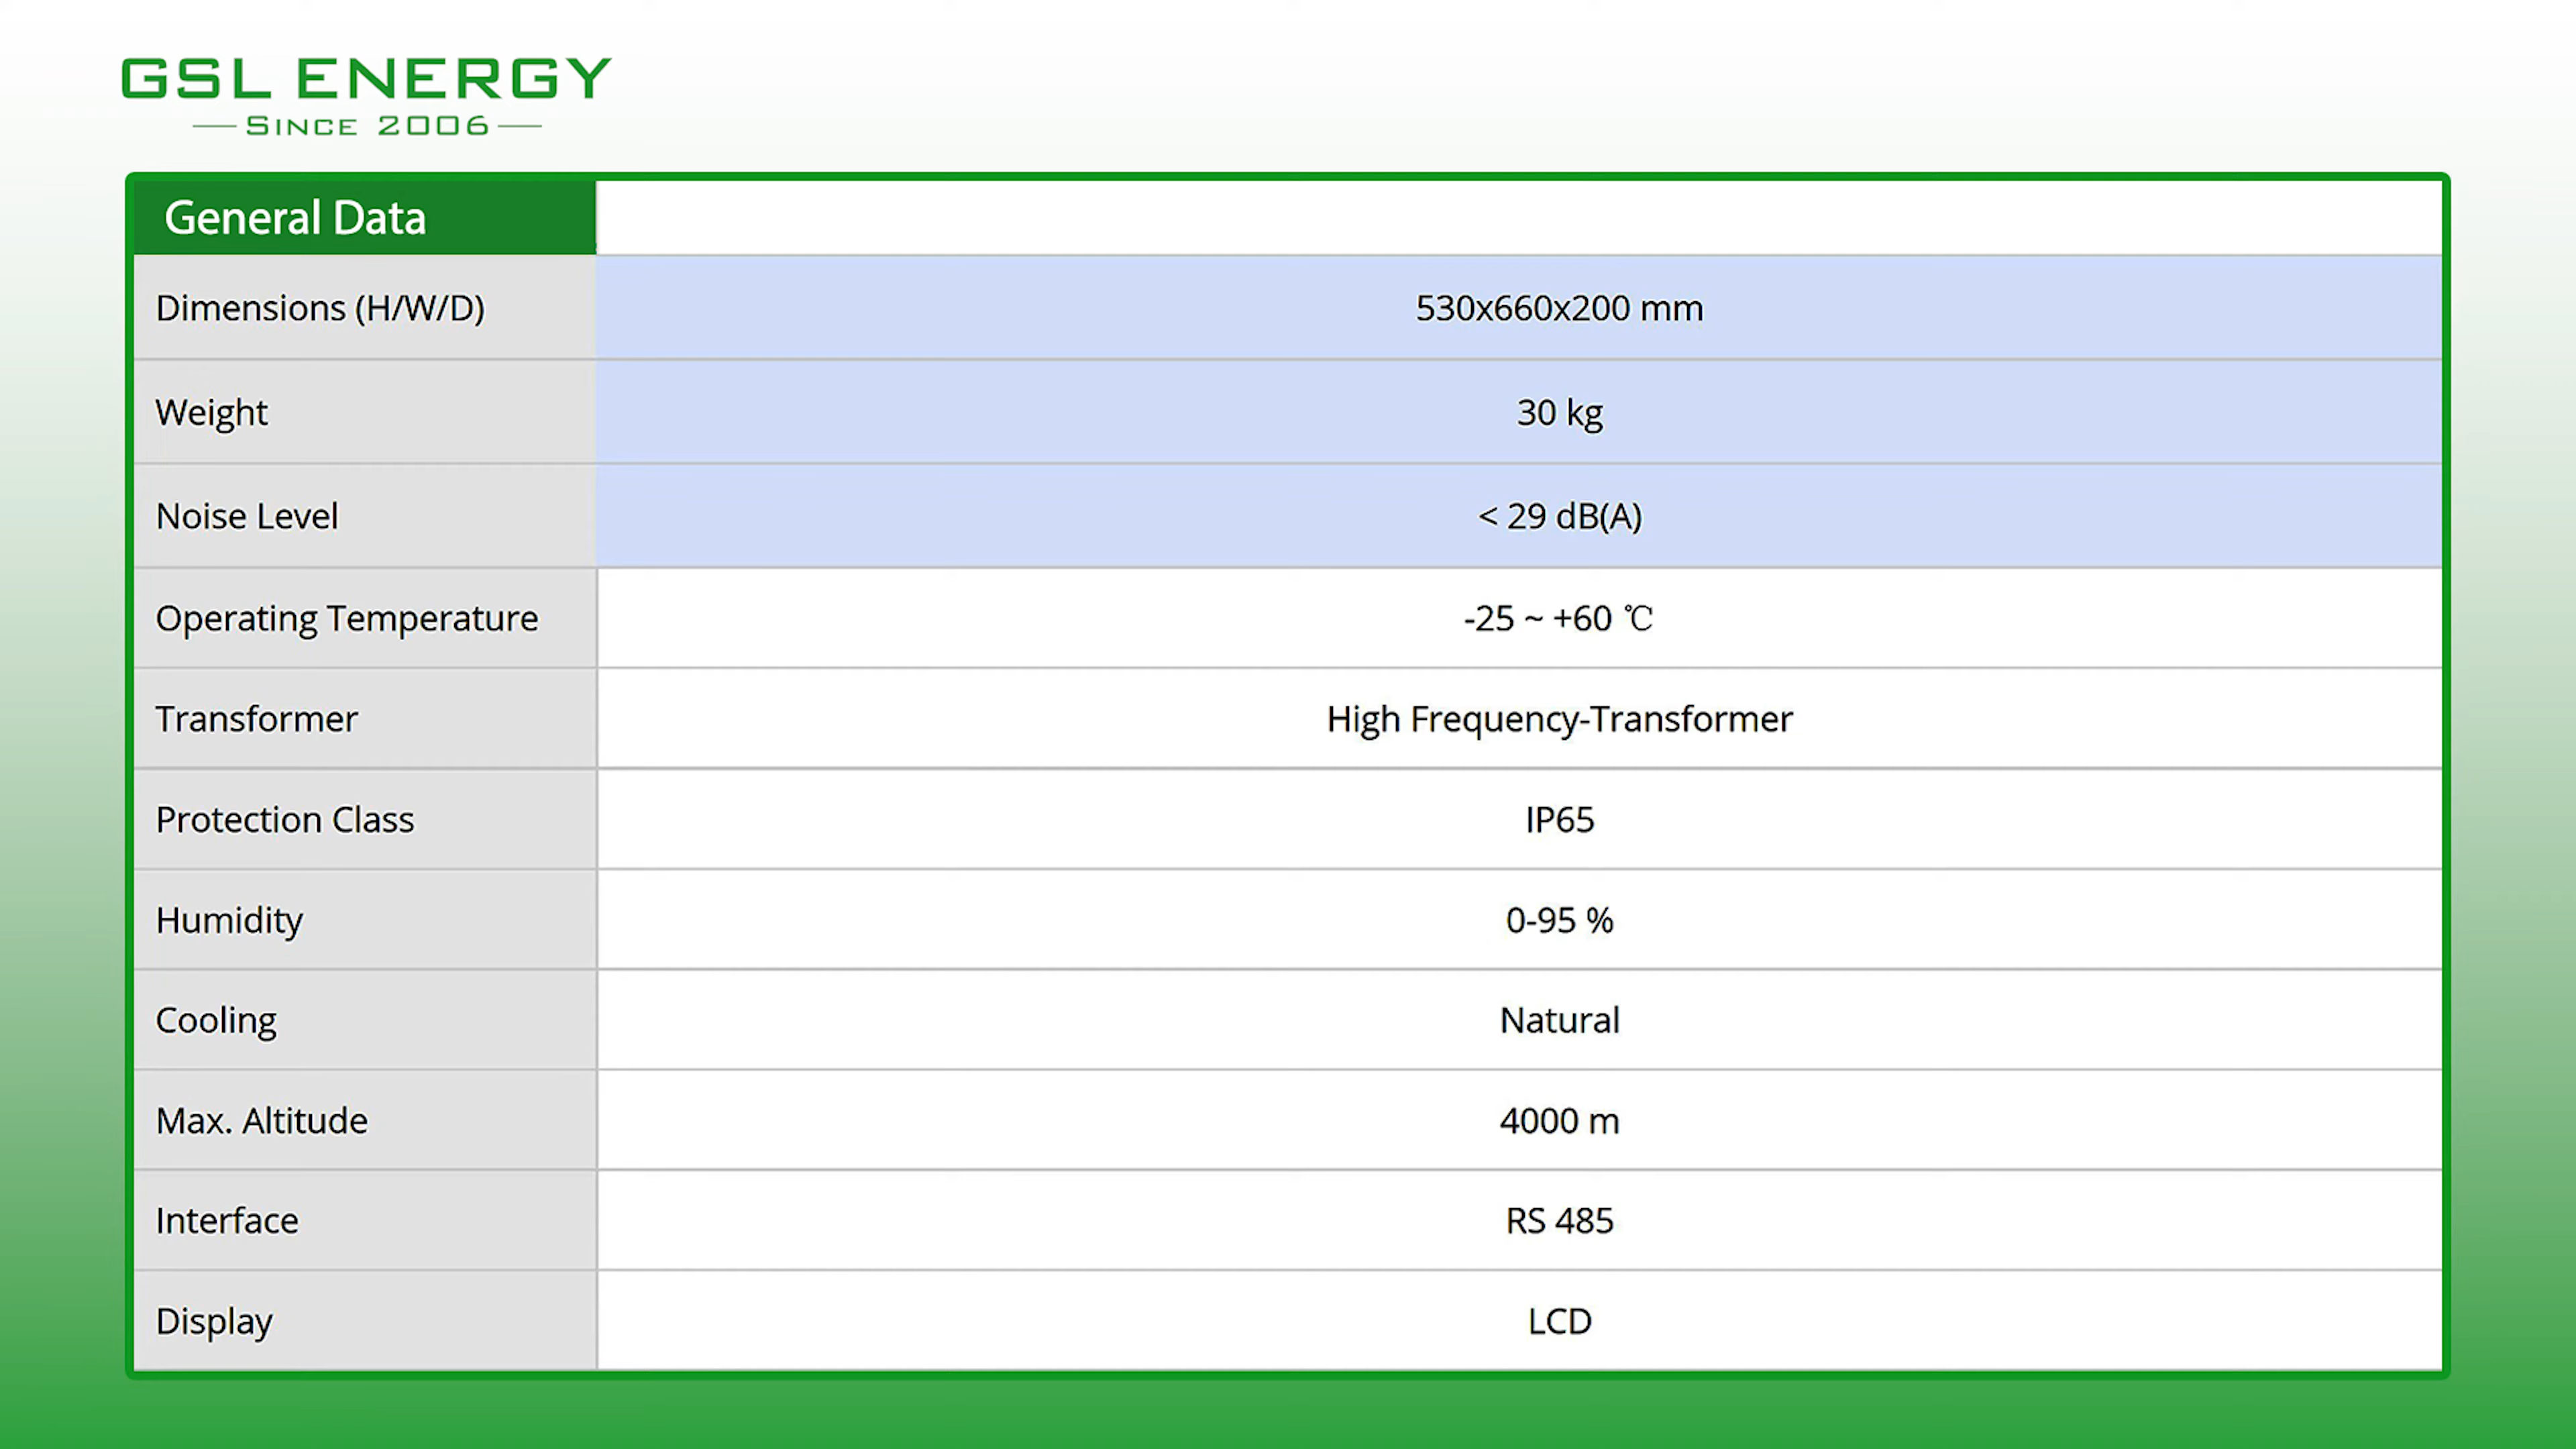 GSL ENERGY
SINCE 2006
General Data
Dimensions (H/W/D) 530x660x200 mm
Weight 30 kg
Noise Level < 29 dB(A)
Operating Temperature -25 ~ +60 ℃
Transformer High Frequency-Transformer
Protection Class IP65
Humidity 0-95 %
Cooling Natural
Max. Altitude 4000 m
Interface RS 485
Display LCD